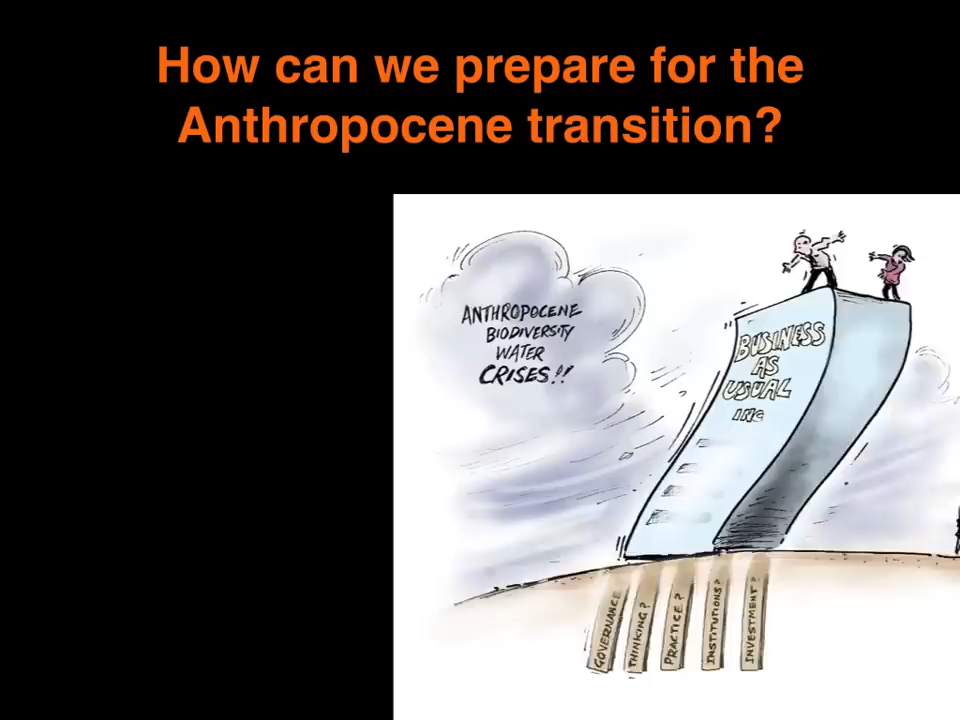 How can we prepare for the
Anthropocene transition?
ANTHROPOCENE
BIODIVERSITY
WATER
CRISES!!
BUSINESS
AS
USUAL
INC
GOVERNANCE
THINKING?
PRACTICE?
INSTITUTIONS?
INVESTMENT?